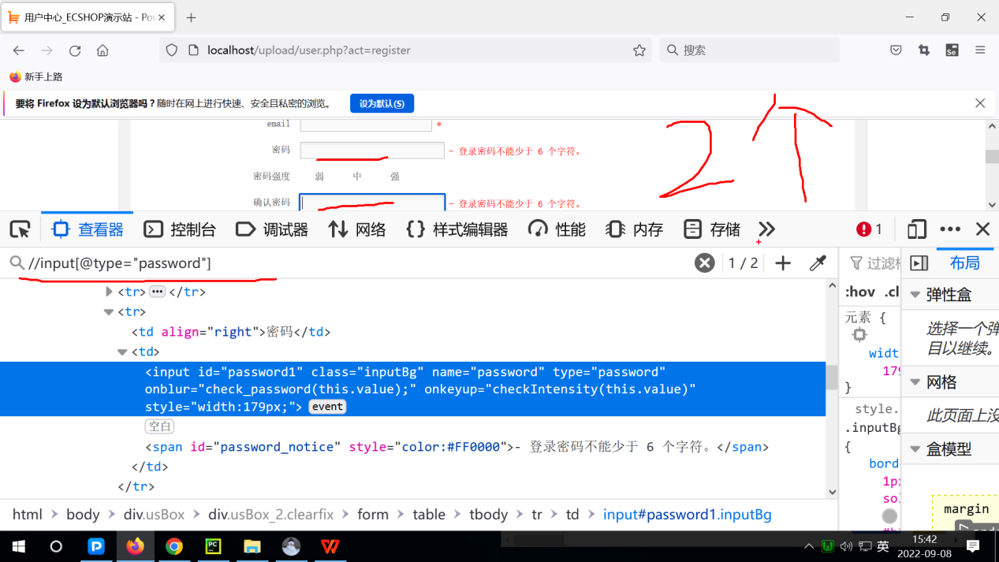 用户中心_ECSHOP演示站 - Po
localhost/upload/user.php?act=register
搜索
新手上路
要将 Firefox 设为默认浏览器吗？随时在网上进行快速、安全且私密的浏览。 设为默认(S)
email *
密码 - 登录密码不能少于 6 个字符。
密码强度 弱 中 强
确认密码 - 登录密码不能少于 6 个字符。
2个
查看器 控制台 调试器 网络 样式编辑器 性能 内存 存储 1
//input[@type="password"] 1 / 2 过滤 布局
<tr>•••</tr>
<tr>
<td align="right">密码</td>
<td>
<input id="password1" class="inputBg" name="password" type="password"
onblur="check_password(this.value);" onkeyup="checkIntensity(this.value)"
style="width:179px;"> event
空白
<span id="password_notice" style="color:#FF0000">- 登录密码不能少于 6 个字符。</span>
</td>
</tr>
:hov .cl
元素 {
widt
179
}
style.
.inputBg
{
bord
1px
sol
弹性盒
选择一个弹
目以继续。
网格
此页面上没
盒模型
margin
html body div.usBox div.usBox_2.clearfix form table tbody tr td input#password1.inputBg
英
15:42
2022-09-08